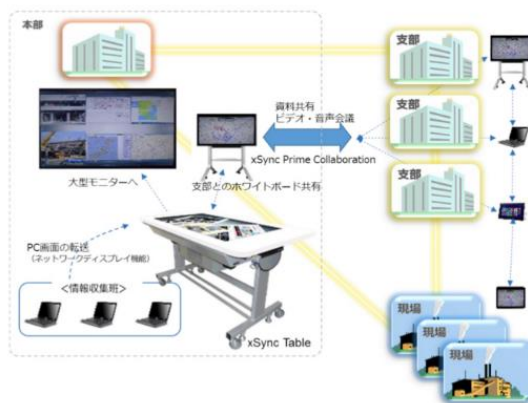 本部
支部
支部
支部
資料共有
ビデオ・音声会議
xSync Prime Collaboration
大型モニターへ
支部とのホワイトボード共有
PC画面の転送
（ネットワークディスプレイ機能）
＜情報収集班＞
xSync Table
現場
現場
現場